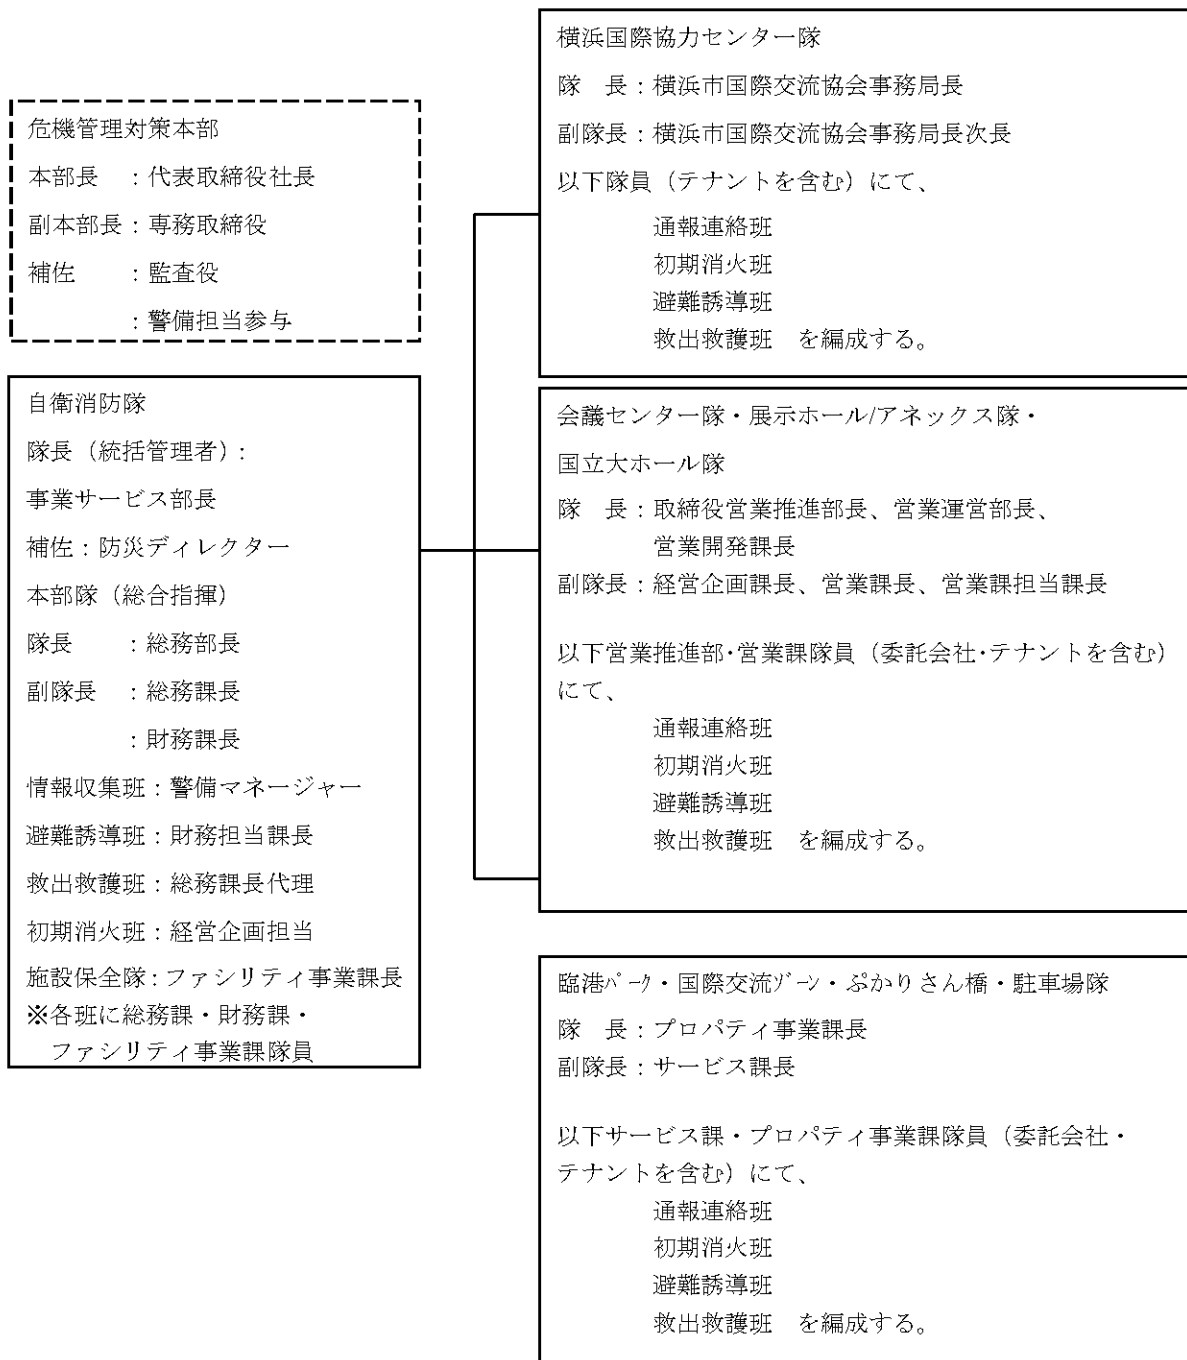 危機管理対策本部
本部長　：代表取締役社長
副本部長：専務取締役
補佐　　：監査役
：警備担当参与
自衛消防隊
隊長（統括管理者）：
事業サービス部長
補佐：防災ディレクター
本部隊（総合指揮）
隊長　　：総務部長
副隊長　：総務課長
：財務課長
情報収集班：警備マネージャー
避難誘導班：財務担当課長
救出救護班：総務課長代理
初期消火班：経営企画担当
施設保全隊：ファシリティ事業課長
※各班に総務課・財務課・
ファシリティ事業課隊員
横浜国際協力センター隊
隊　長：横浜市国際交流協会事務局長
副隊長：横浜市国際交流協会事務局長次長
以下隊員（テナントを含む）にて、
通報連絡班
初期消火班
避難誘導班
救出救護班　を編成する。
会議センター隊・展示ホール/アネックス隊・
国立大ホール隊
隊　長：取締役営業推進部長、営業運営部長、
営業開発課長
副隊長：経営企画課長、営業課長、営業課担当課長
以下営業推進部・営業課隊員（委託会社・テナントを含む）
にて、
通報連絡班
初期消火班
避難誘導班
救出救護班　を編成する。
臨港ﾊﾟｰｸ・国際交流ｿﾞｰﾝ・ぷかりさん橋・駐車場隊
隊　長：プロパティ事業課長
副隊長：サービス課長
以下サービス課・プロパティ事業課隊員（委託会社・
テナントを含む）にて、
通報連絡班
初期消火班
避難誘導班
救出救護班　を編成する。